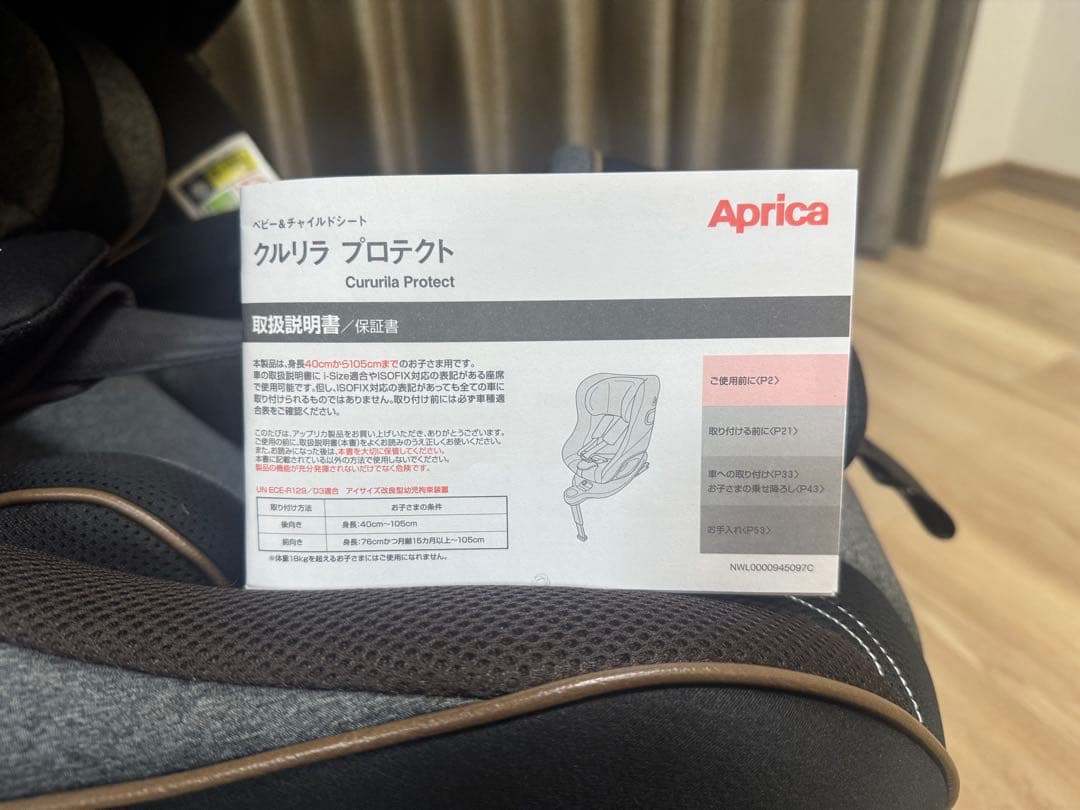 ベビー&チャイルドシート
クルリラ プロテクト
Cururila Protect
Aprica
取扱説明書/保証書
本製品は、身長40cmから105cmまでのお子さま用です。
車の取扱説明書に i-Size適合やISOFIX対応の表記がある座席
で使用可能です。但し、ISOFIX対応の表記があっても全ての車に
取り付けられるものではありません。取り付け前には必ず車種適
合表をご確認ください。
このたびは、アップリカ製品をお買い上げいただき、ありがとうございます。
ご使用の前に、取扱説明書(本書)をよくお読みのうえ正しくお使いください。
また、お読みになった後は、本書を大切に保管してください。
本書に記載されている以外の方法で使用しないでください。
製品の機能が充分発揮されないだけでなく危険です。
UN ECE-R129/03適合 アイサイズ改良型幼児拘束装置
取り付け方法 お子さまの条件
後向き 身長:40cm～105cm
前向き 身長:76cmかつ月齢15カ月以上～105cm
※体重18kgを超えるお子さまにはご使用になれません。
ご使用前に〈P2〉
取り付ける前に〈P21〉
車への取り付け〈P33〉
お子さまの乗せ降ろし〈P43〉
お手入れ〈P53〉
NWL0000945097C